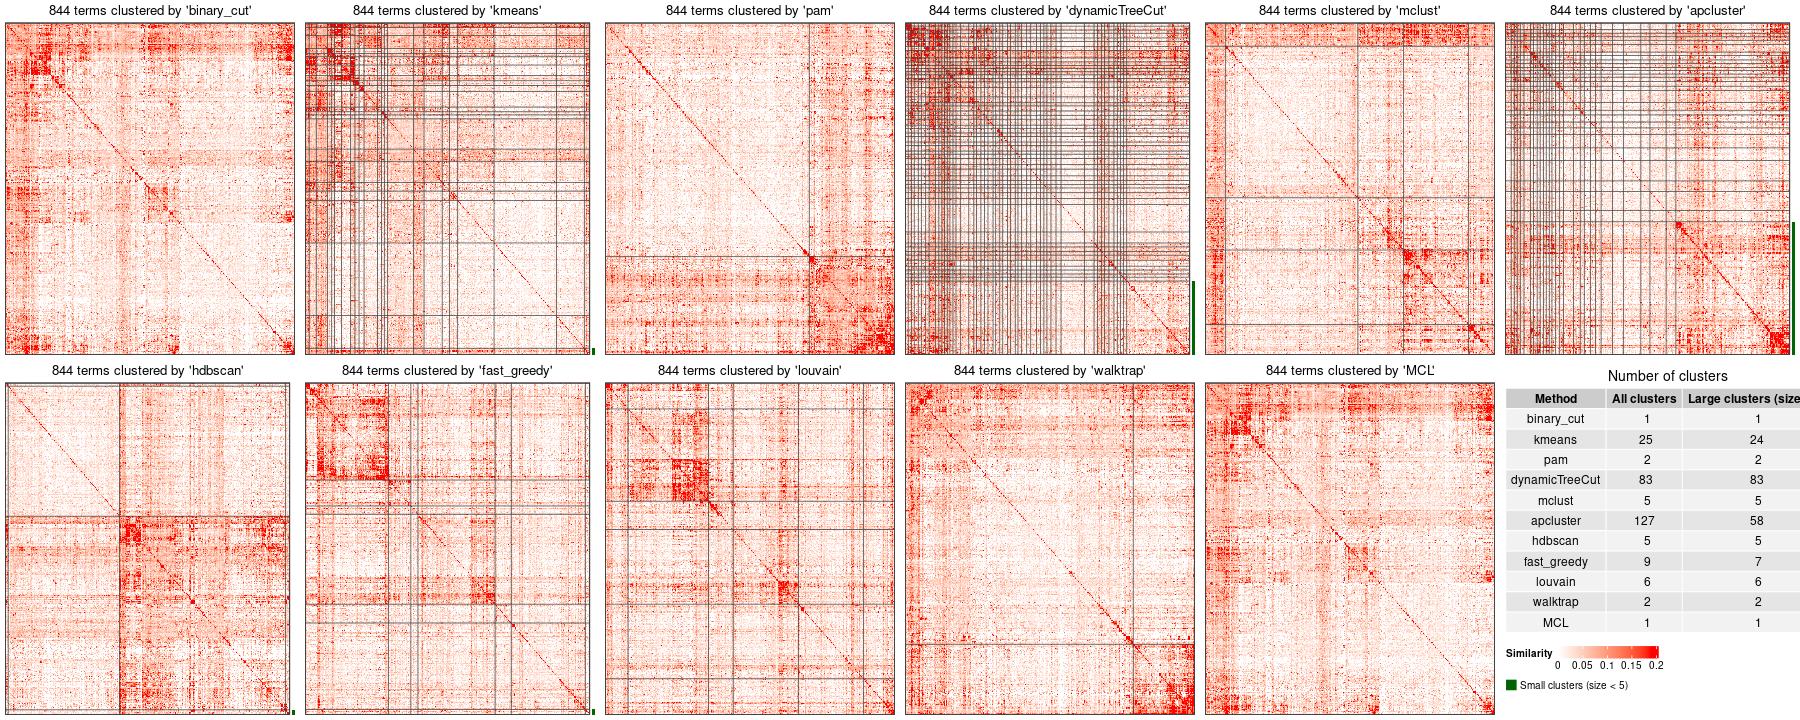 844 terms clustered by 'binary_cut'
844 terms clustered by 'kmeans'
844 terms clustered by 'pam'
844 terms clustered by 'dynamicTreeCut'
844 terms clustered by 'mclust'
844 terms clustered by 'apcluster'
844 terms clustered by 'hdbscan'
844 terms clustered by 'fast_greedy'
844 terms clustered by 'louvain'
844 terms clustered by 'walktrap'
844 terms clustered by 'MCL'
Number of clusters
Method All clusters Large clusters (size
binary_cut 1 1
kmeans 25 24
pam 2 2
dynamicTreeCut 83 83
mclust 5 5
apcluster 127 58
hdbscan 5 5
fast_greedy 9 7
louvain 6 6
walktrap 2 2
MCL 1 1
Similarity
0 0.05 0.1 0.15 0.2
Small clusters (size < 5)